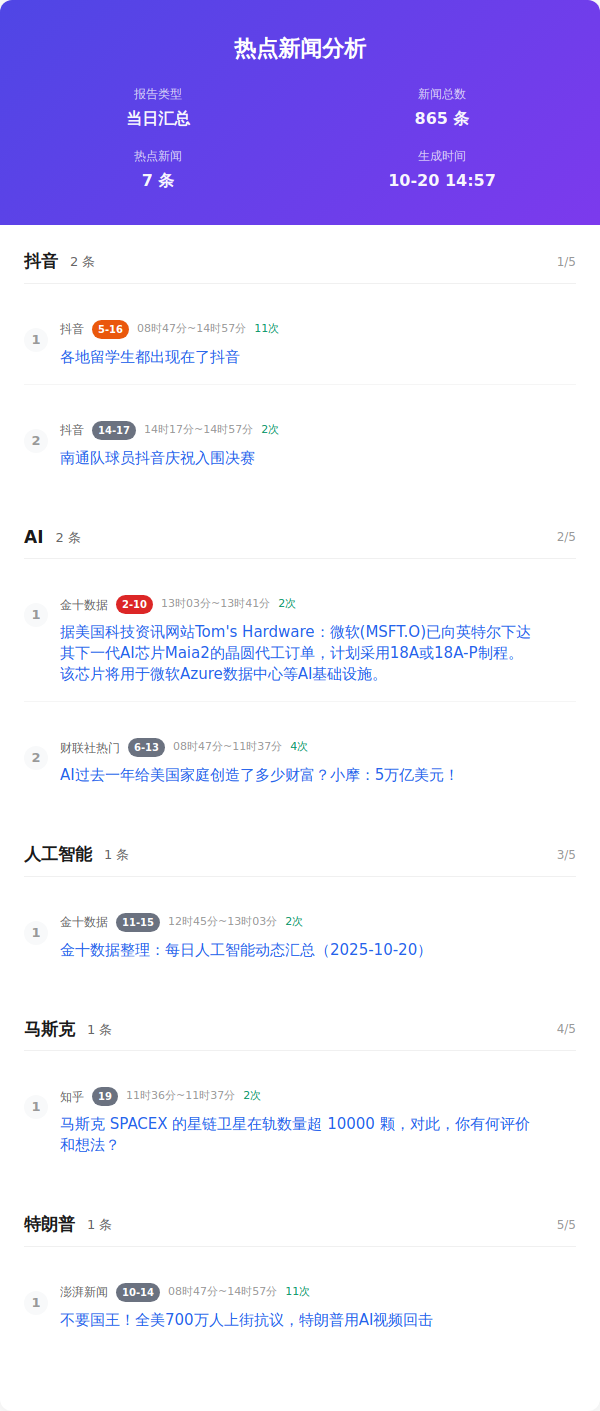 热点新闻分析
报告类型
新闻总数
当日汇总
865 条
热点新闻
生成时间
7 条
10-20 14:57
抖音 2 条 1/5
1 抖音 5-16 08时47分~14时57分 11次
各地留学生都出现在了抖音
2 抖音 14-17 14时17分~14时57分 2次
南通队球员抖音庆祝入围决赛
AI 2 条 2/5
1 金十数据 2-10 13时03分~13时41分 2次
据美国科技资讯网站Tom's Hardware：微软(MSFT.O)已向英特尔下达
其下一代AI芯片Maia2的晶圆代工订单，计划采用18A或18A-P制程。
该芯片将用于微软Azure数据中心等AI基础设施。
2 财联社热门 6-13 08时47分~11时37分 4次
AI过去一年给美国家庭创造了多少财富？小摩：5万亿美元！
人工智能 1 条 3/5
1 金十数据 11-15 12时45分~13时03分 2次
金十数据整理：每日人工智能动态汇总（2025-10-20）
马斯克 1 条 4/5
1 知乎 19 11时36分~11时37分 2次
马斯克 SPACEX 的星链卫星在轨数量超 10000 颗，对此，你有何评价
和想法？
特朗普 1 条 5/5
1 澎湃新闻 10-14 08时47分~14时57分 11次
不要国王！全美700万人上街抗议，特朗普用AI视频回击